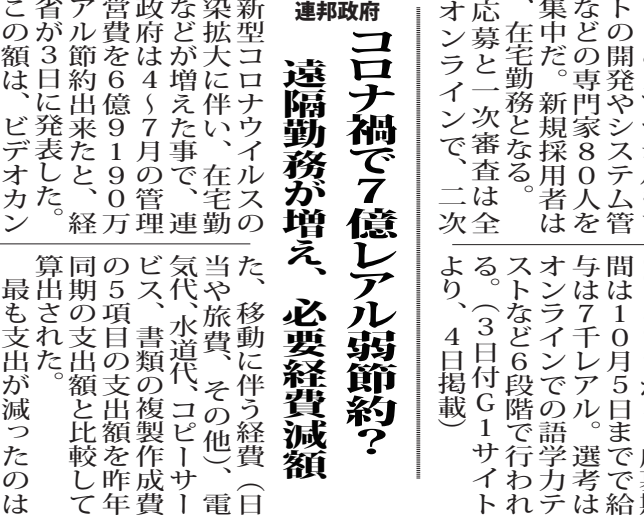 トの開発やシステム管
などの専門家80人を
集中だ。新規採用者は
、在宅勤務となる。
応募と一次審査は全
オンラインで、二次
間は10月5日までで給
与は7千レアル。選考は
オンラインでの語学力テ
ストなど6段階で行われ
る。(3日付G1サイト
より、4日掲載)
連邦政府
コロナ禍で7億レアル弱節約?
遠隔勤務が増え、必要経費減額
新型コロナウイルスの
染拡大に伴い、在宅勤
などが増えた事で、連
政府は4〜7月の管理
営費を6億9190万
アル節約出来たと、経
省が3日に発表した。
この額は、ビデオカン
た、移動に伴う経費(日
当や旅費、その他)、電
気代、水道代、コピーサー
ビス、書類の複製作成費
の5項目の支出額を昨年
同期の支出額と比較して
算出された。
最も支出が減ったのは